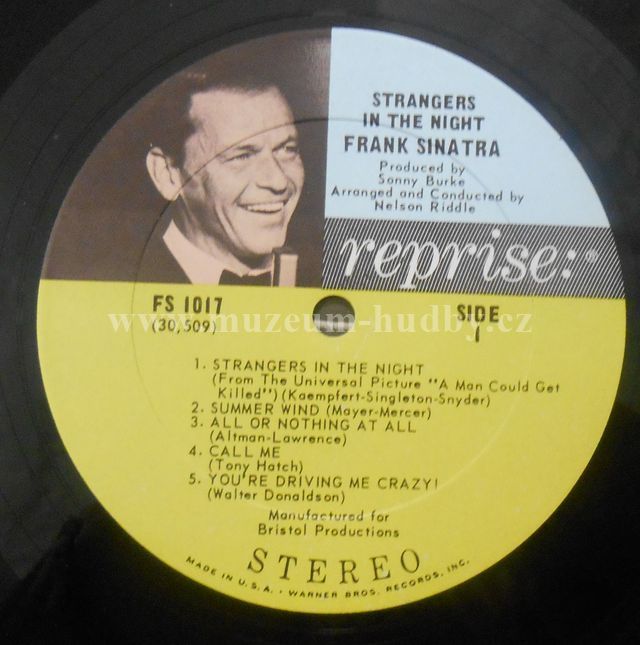 STRANGERS
IN THE NIGHT
FRANK SINATRA
Produced by
Sonny Burke
Arranged and Conducted by
Nelson Riddle
reprise:®
FS 1017
(30,509)
SIDE
1
www.muzeum-hudby.cz
1. STRANGERS IN THE NIGHT
(From The Universal Picture "A Man Could Get
Killed") (Kaempfert-Singleton-Snyder)
2. SUMMER WIND (Mayer-Mercer)
3. ALL OR NOTHING AT ALL
(Altman-Lawrence)
4. CALL ME
(Tony Hatch)
5. YOU'RE DRIVING ME CRAZY!
(Walter Donaldson)
Manufactured for
Bristol Productions
STEREO
MADE IN U.S.A. • WARNER BROS. RECORDS, INC.